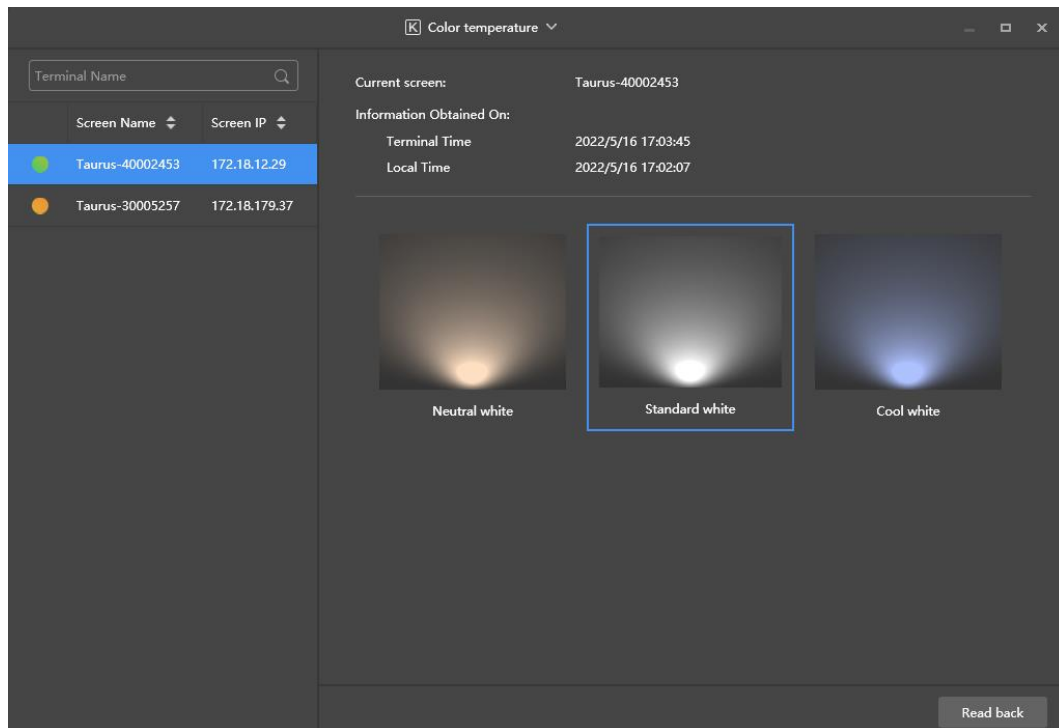 K Color temperature
Terminal Name
Screen Name Screen IP
Taurus-40002453 172.18.12.29
Taurus-30005257 172.18.179.37
Current screen: Taurus-40002453
Information Obtained On:
Terminal Time 2022/5/16 17:03:45
Local Time 2022/5/16 17:02:07
Neutral white Standard white Cool white
Read back